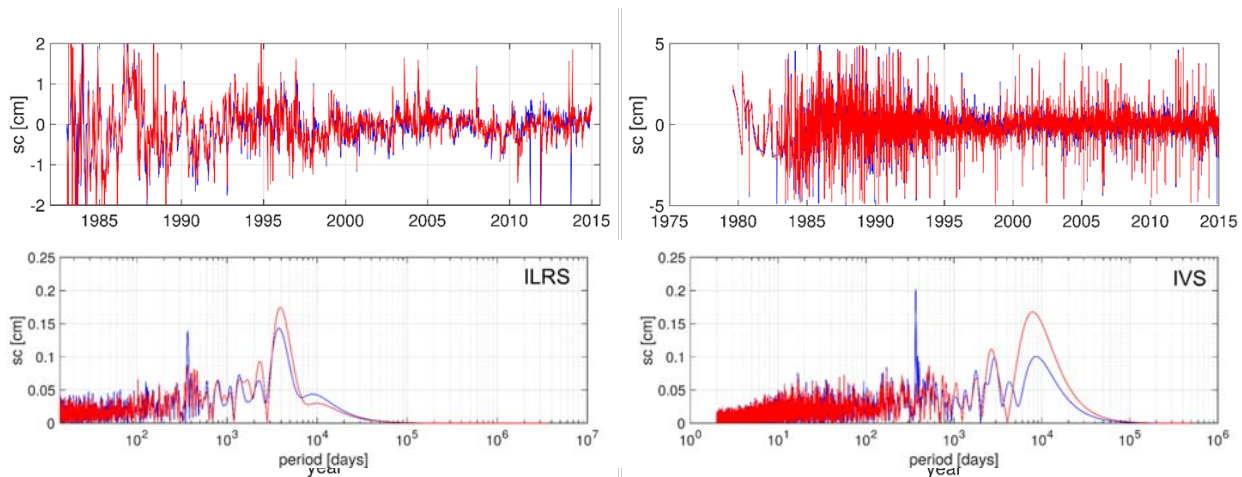 2
1
0
-1
-2
sc [cm]
1985 1990 1995 2000 2005 2010 2015
5
0
-5
sc [cm]
1975 1980 1985 1990 1995 2000 2005 2010 2015
0.25
0.2
0.15
0.1
0.05
0
sc [cm]
ILRS
10^2 10^3 10^4 10^5 10^6 10^7
period [days]
year
0.25
0.2
0.15
0.1
0.05
0
sc [cm]
IVS
10^0 10^1 10^2 10^3 10^4 10^5 10^6
period [days]
year